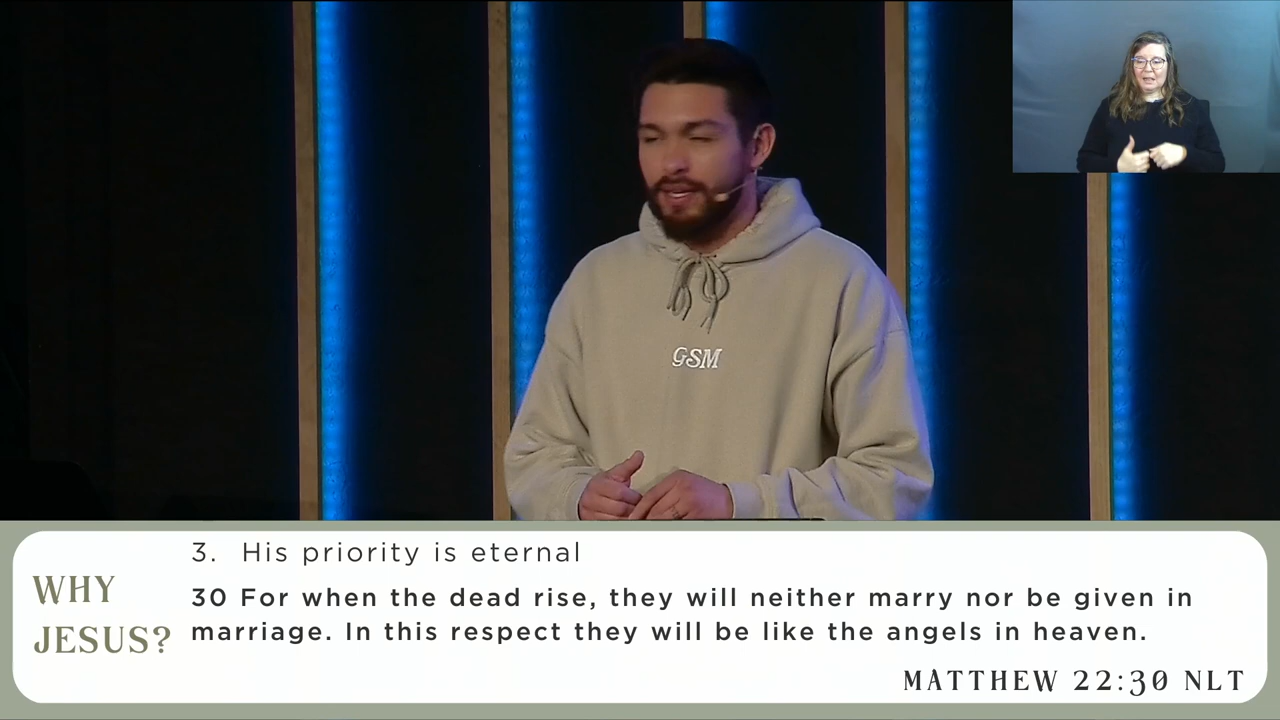 GSM
WHY
JESUS?
3. His priority is eternal
30 For when the dead rise, they will neither marry nor be given in
marriage. In this respect they will be like the angels in heaven.
MATTHEW 22:30 NLT